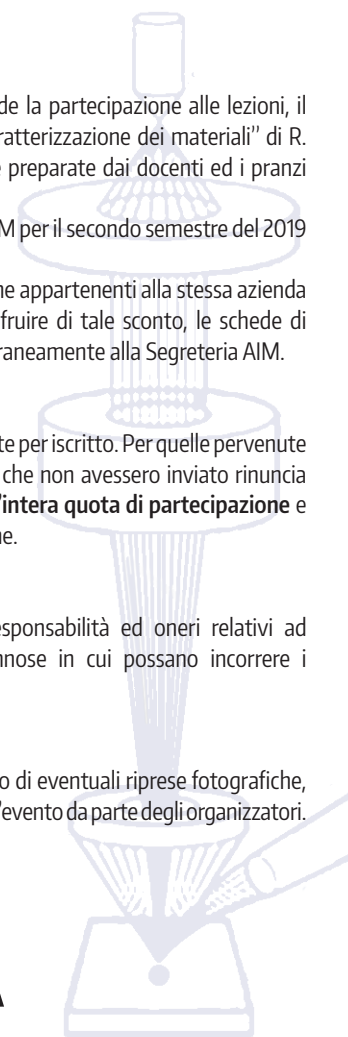 de la partecipazione alle lezioni, il
ratterizzazione dei materiali” di R.
e preparate dai docenti ed i pranzi
M per il secondo semestre del 2019
ne appartenenti alla stessa azienda
fruire di tale sconto, le schede di
raneamente alla Segreteria AIM.
te per iscritto. Per quelle pervenute
che non avessero inviato rinuncia
'intera quota di partecipazione e
ne.
esponsabilità ed oneri relativi ad
nnose in cui possano incorrere i
o di eventuali riprese fotografiche,
'evento da parte degli organizzatori.
A